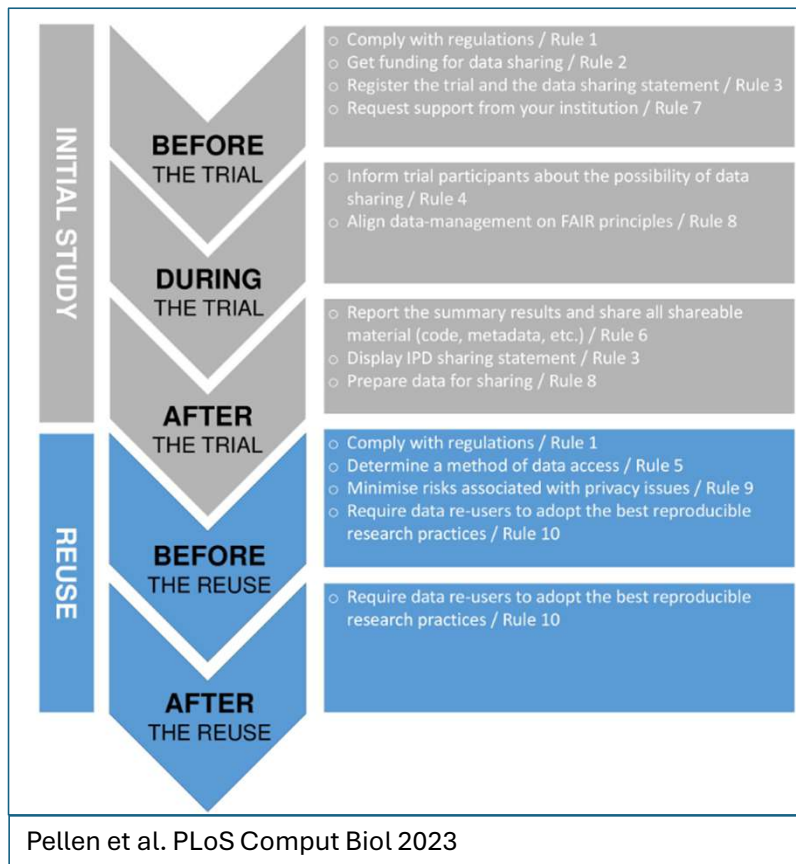 INITIAL STUDY
BEFORE
THE TRIAL
○ Comply with regulations / Rule 1
○ Get funding for data sharing / Rule 2
○ Register the trial and the data sharing statement / Rule 3
○ Request support from your institution / Rule 7
DURING
THE TRIAL
○ Inform trial participants about the possibility of data
sharing / Rule 4
○ Align data-management on FAIR principles / Rule 8
AFTER
THE TRIAL
○ Report the summary results and share all shareable
material (code, metadata, etc.) / Rule 6
○ Display IPD sharing statement / Rule 3
○ Prepare data for sharing / Rule 8
REUSE
BEFORE
THE REUSE
○ Comply with regulations / Rule 1
○ Determine a method of data access / Rule 5
○ Minimise risks associated with privacy issues / Rule 9
○ Require data re-users to adopt the best reproducible
research practices / Rule 10
AFTER
THE REUSE
○ Require data re-users to adopt the best reproducible
research practices / Rule 10
Pellen et al. PLoS Comput Biol 2023